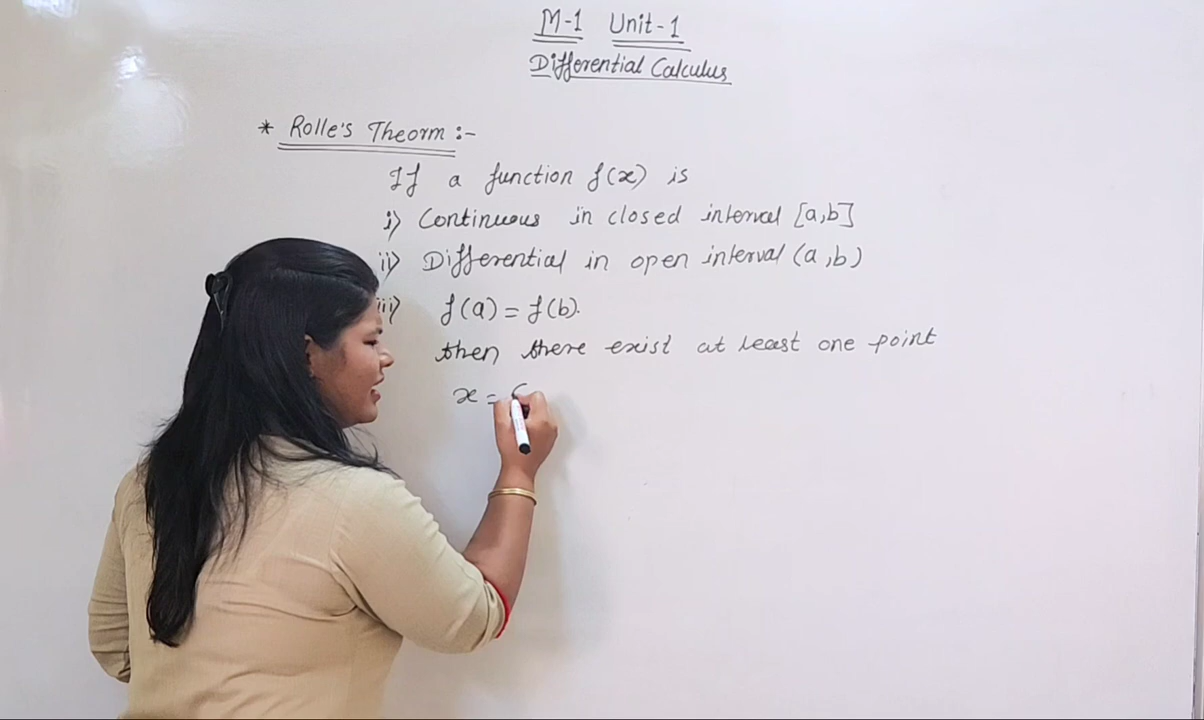 M-1 Unit-1
Differential Calculus
* Rolle's Theorm :-
If a function f(x) is
i) Continuous in closed interval [a,b]
ii) Differential in open interval (a,b)
iii) f(a) = f(b).
then there exist at least one point
x =